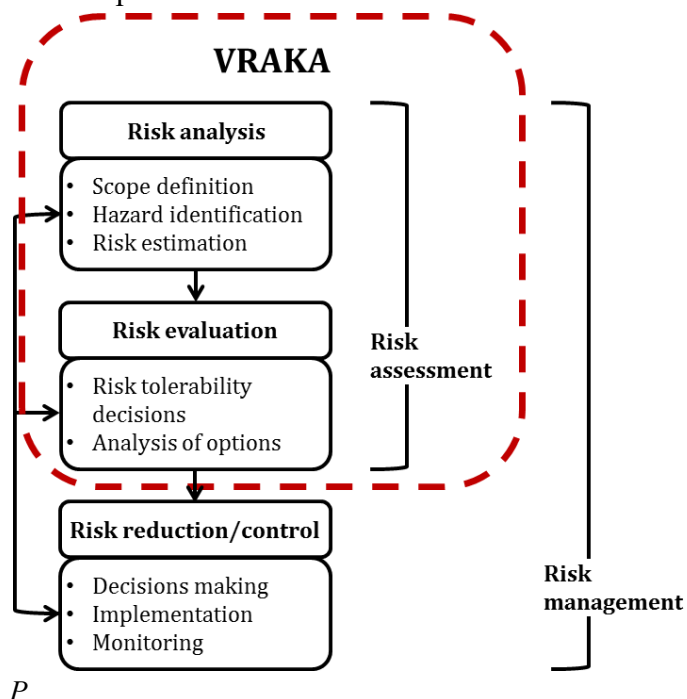 VRAKA
Risk analysis
• Scope definition
• Hazard identification
• Risk estimation
Risk evaluation
• Risk tolerability
decisions
• Analysis of options
Risk
assessment
Risk reduction/control
• Decisions making
• Implementation
• Monitoring
Risk
management
P